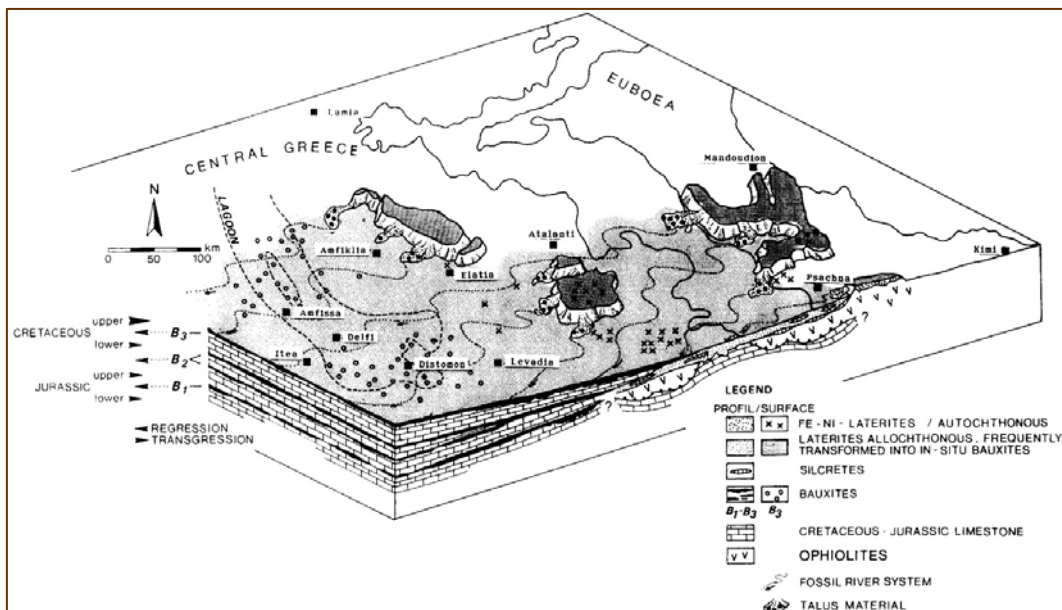 Lamia
CENTRAL GREECE
EUBOEA
Mandoudion
N
LAGOON
0 50 100
km
Amfiklia
Elatia
Atalanti
Kimi
Psachna
Amfissa
Delfi
Itea
Distomon
Levadia
upper
CRETACEOUS B3
lower
B2
upper
JURASSIC B1
lower
REGRESSION
TRANSGRESSION
?
?
LEGEND
PROFIL/SURFACE
FE-NI-LATERITES / AUTOCHTHONOUS
LATERITES ALLOCHTHONOUS, FREQUENTLY
TRANSFORMED INTO IN-SITU BAUXITES
SILCRETES
BAUXITES
B1-B3 B3
CRETACEOUS-JURASSIC LIMESTONE
OPHIOLITES
FOSSIL RIVER SYSTEM
TALUS MATERIAL